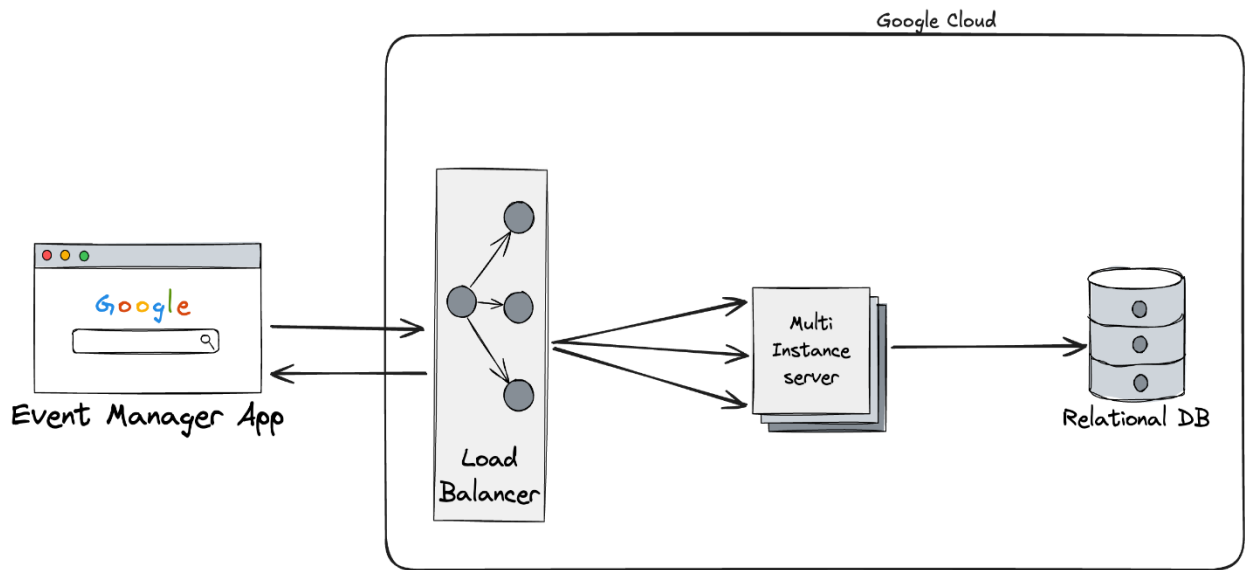 Google Cloud
Google
Event Manager App
Load
Balancer
Multi
Instance
server
Relational DB